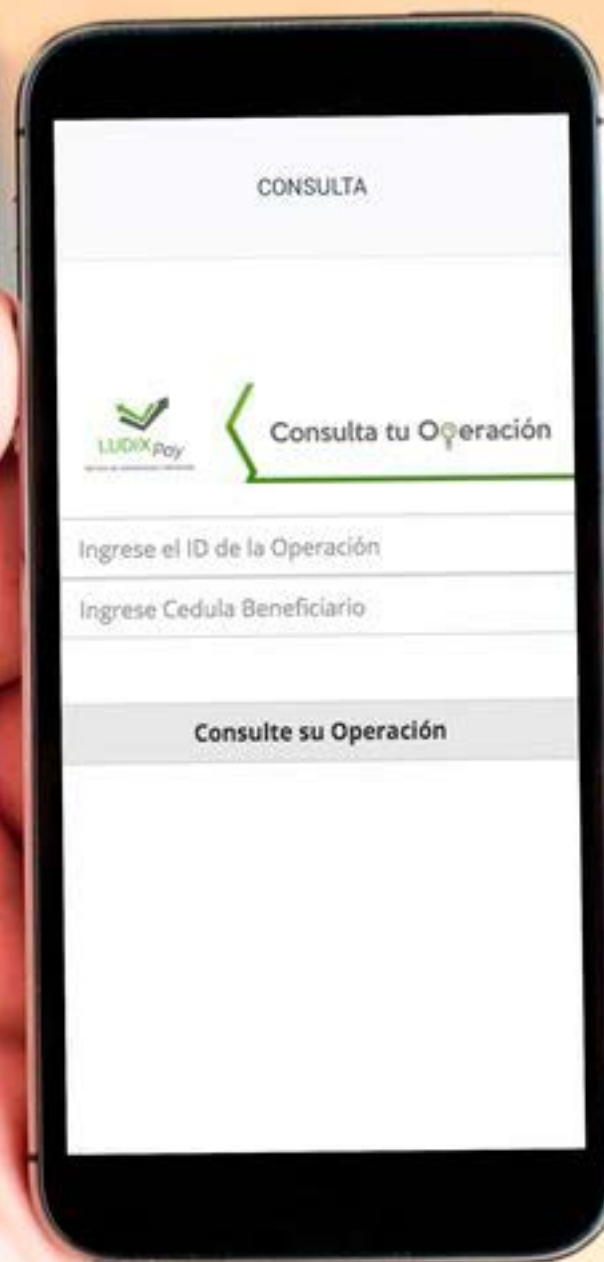 CONSULTA
LUDIX Pay
Consulta tu Operación
Ingrese el ID de la Operación
Ingrese Cedula Beneficiario
Consulte su Operación